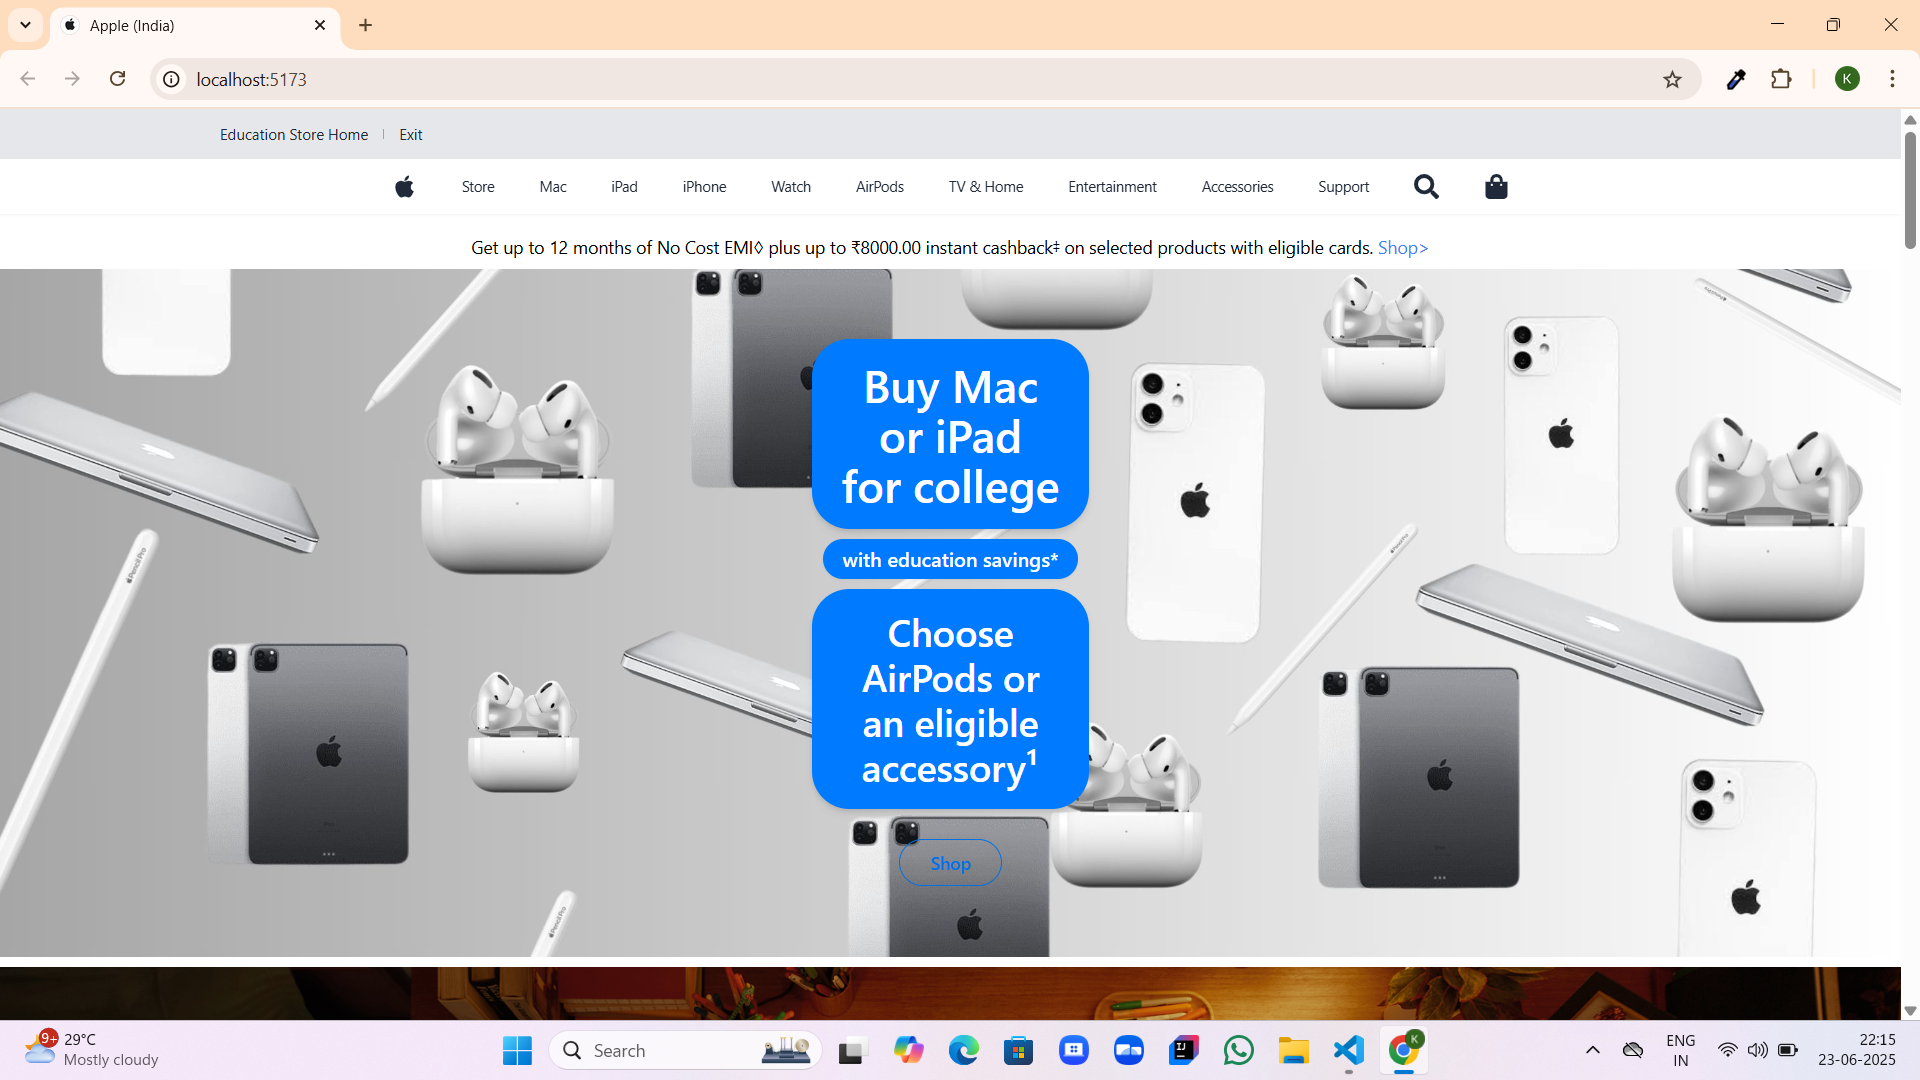 Apple (India)
localhost:5173
K
Education Store Home
Exit
Store Mac iPad iPhone Watch AirPods TV & Home Entertainment Accessories Support
Get up to 12 months of No Cost EMI◊ plus up to ₹8000.00 instant cashback‡ on selected products with eligible cards. Shop>
Buy Mac
or iPad
for college
with education savings*
Choose
AirPods or
an eligible
accessory¹
Shop
9+
29°C
Mostly cloudy
Search
IJ
K
ENG
IN
22:15
23-06-2025